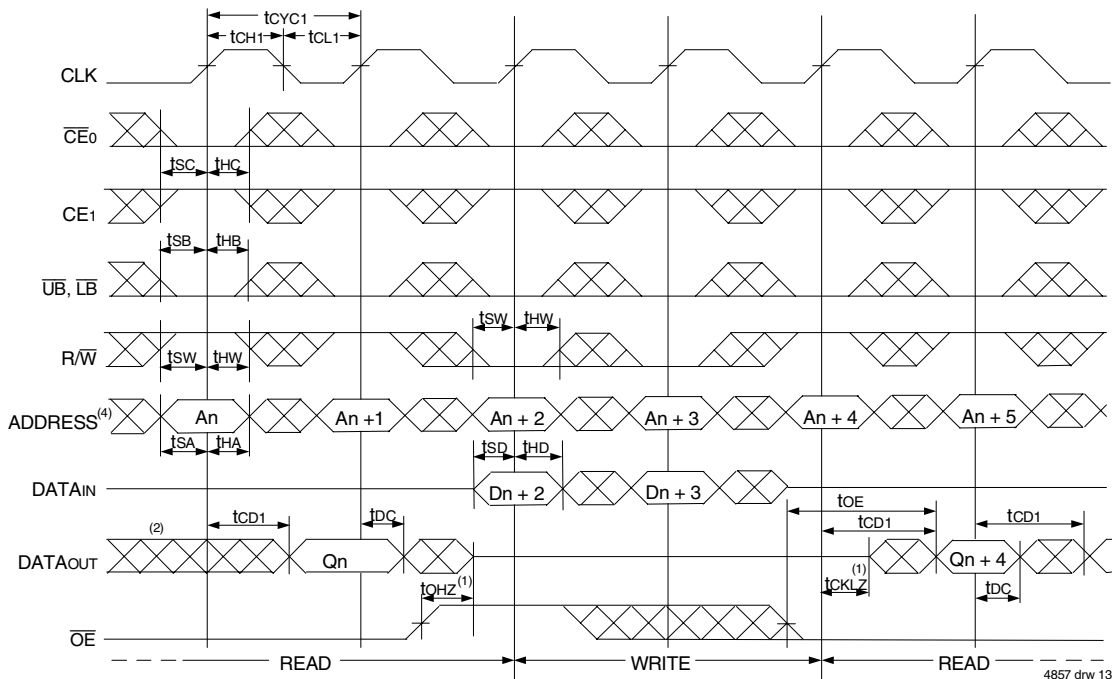 tCYC1
tCH1 tCL1
CLK
CE0
tSC tHC
CE1
tSB tHB
UB, LB
tSW tHW
R/W
tSW tHW
ADDRESS(4) An An +1 An + 2 An + 3 An + 4 An + 5
tSA tHA
tSD tHD
DATAIN Dn + 2 Dn + 3
tOE
(2) tCD1 tDC tCD1 tCD1
DATAOUT Qn Qn + 4
tOHZ(1) tCKLZ(1) tDC
OE
READ WRITE READ
4857 drw 13